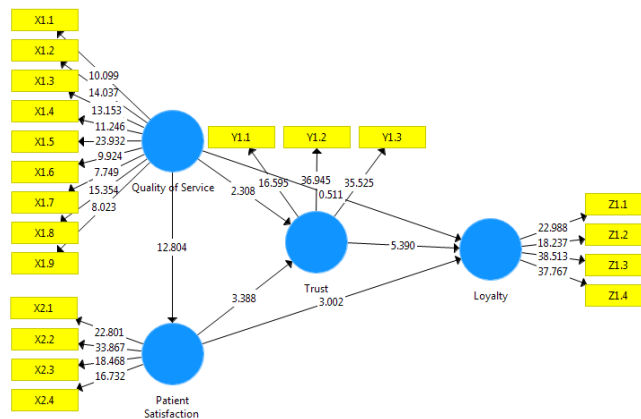 X1.1
X1.2
X1.3
X1.4
X1.5
X1.6
X1.7
X1.8
X1.9
10.099
14.037
13.153
11.246
23.932
9.924
7.749
15.354
8.023
Quality of Service
Y1.1
Y1.2
Y1.3
16.595
36.945
35.525
2.308
0.511
12.804
Trust
5.390
3.388
3.002
Loyalty
22.988
18.237
38.513
37.767
Z1.1
Z1.2
Z1.3
Z1.4
X2.1
X2.2
X2.3
X2.4
22.801
33.867
18.468
16.732
Patient
Satisfaction